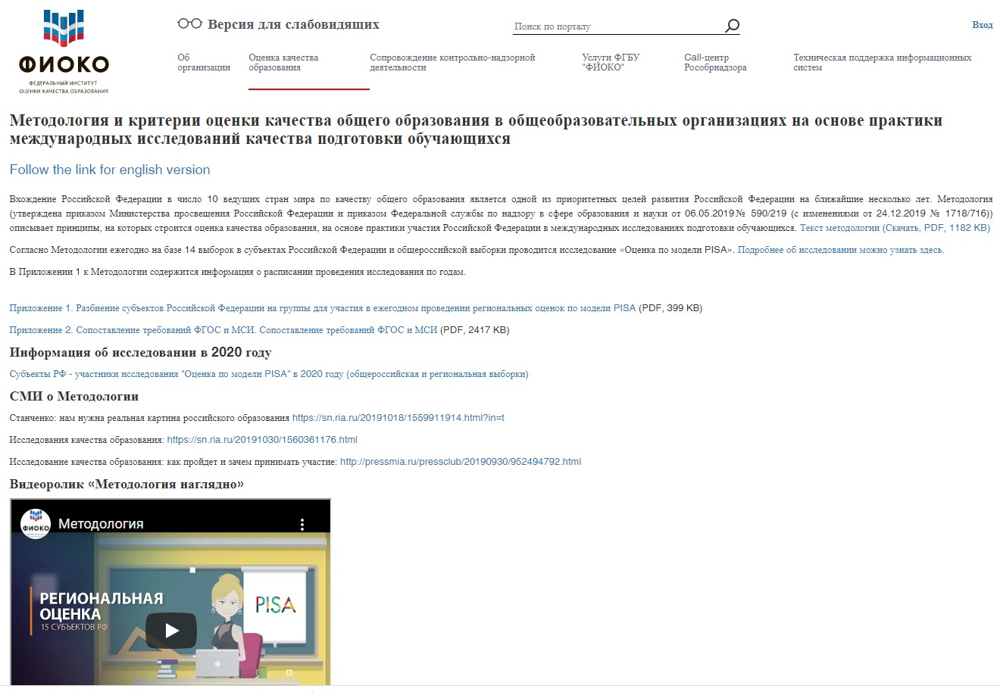 ФИОКО
ФЕДЕРАЛЬНЫЙ ИНСТИТУТ
ОЦЕНКИ КАЧЕСТВА ОБРАЗОВАНИЯ
Версия для слабовидящих
Поиск по порталу
Вход
Об
организации
Оценка качества
образования
Сопровождение контрольно-надзорной
деятельности
Услуги ФГБУ
"ФИОКО"
Call-центр
Рособрнадзора
Техническая поддержка информационных
систем
Методология и критерии оценки качества общего образования в общеобразовательных организациях на основе практики
международных исследований качества подготовки обучающихся
Follow the link for english version
Вхождение Российской Федерации в число 10 ведущих стран мира по качеству общего образования является одной из приоритетных целей развития Российской Федерации на ближайшие несколько лет. Методология
(утверждена приказом Министерства просвещения Российской Федерации и приказом Федеральной службы по надзору в сфере образования и науки от 06.05.2019№ 590/219 (с изменениями от 24.12.2019 № 1718/716))
описывает принципы, на которых строится оценка качества образования, на основе практики участия Российской Федерации в международных исследованиях подготовки обучающихся. Текст методологии (Скачать, PDF, 1182 KB)
Согласно Методологии ежегодно на базе 14 выборок в субъектах Российской Федерации и общероссийской выборки проводится исследование «Оценка по модели PISA». Подробнее об исследовании можно узнать здесь.
В Приложении 1 к Методологии содержится информация о расписании проведения исследования по годам.
Приложение 1. Разбиение субъектов Российской Федерации на группы для участия в ежегодном проведении региональных оценок по модели PISA (PDF, 399 KB)
Приложение 2. Сопоставление требований ФГОС и МСИ. Сопоставление требований ФГОС и МСИ (PDF, 2417 KB)
Информация об исследовании в 2020 году
Субъекты РФ - участники исследования "Оценка по модели PISA" в 2020 году (общероссийская и региональная выборки)
СМИ о Методологии
Станченко: нам нужна реальная картина российского образования https://sn.ria.ru/20191018/1559911914.html?in=t
Исследования качества образования: https://sn.ria.ru/20191030/1560361176.html
Исследование качества образования: как пройдет и зачем принимать участие: http://pressmia.ru/pressclub/20190930/952494792.html
Видеоролик «Методология наглядно»
ФИОКО
Методология
РЕГИОНАЛЬНАЯ
ОЦЕНКА
15 СУБЪЕКТОВ РФ
PISA